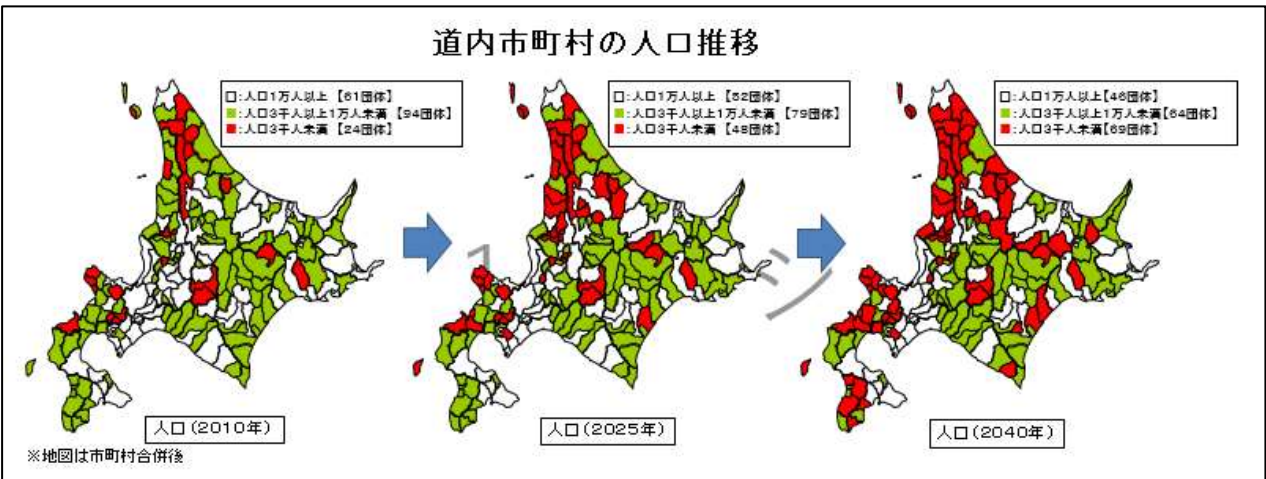 道内市町村の人口推移
□:人口1万人以上 【61団体】
■:人口3千人以上1万人未満 【94団体】
■:人口3千人未満 【24団体】
□:人口1万人以上 【52団体】
■:人口3千人以上1万人未満 【79団体】
■:人口3千人未満 【48団体】
□:人口1万人以上【46団体】
■:人口3千人以上1万人未満【64団体】
■:人口3千人未満【69団体】
人口(2010年)
人口(2025年)
人口(2040年)
※地図は市町村合併後